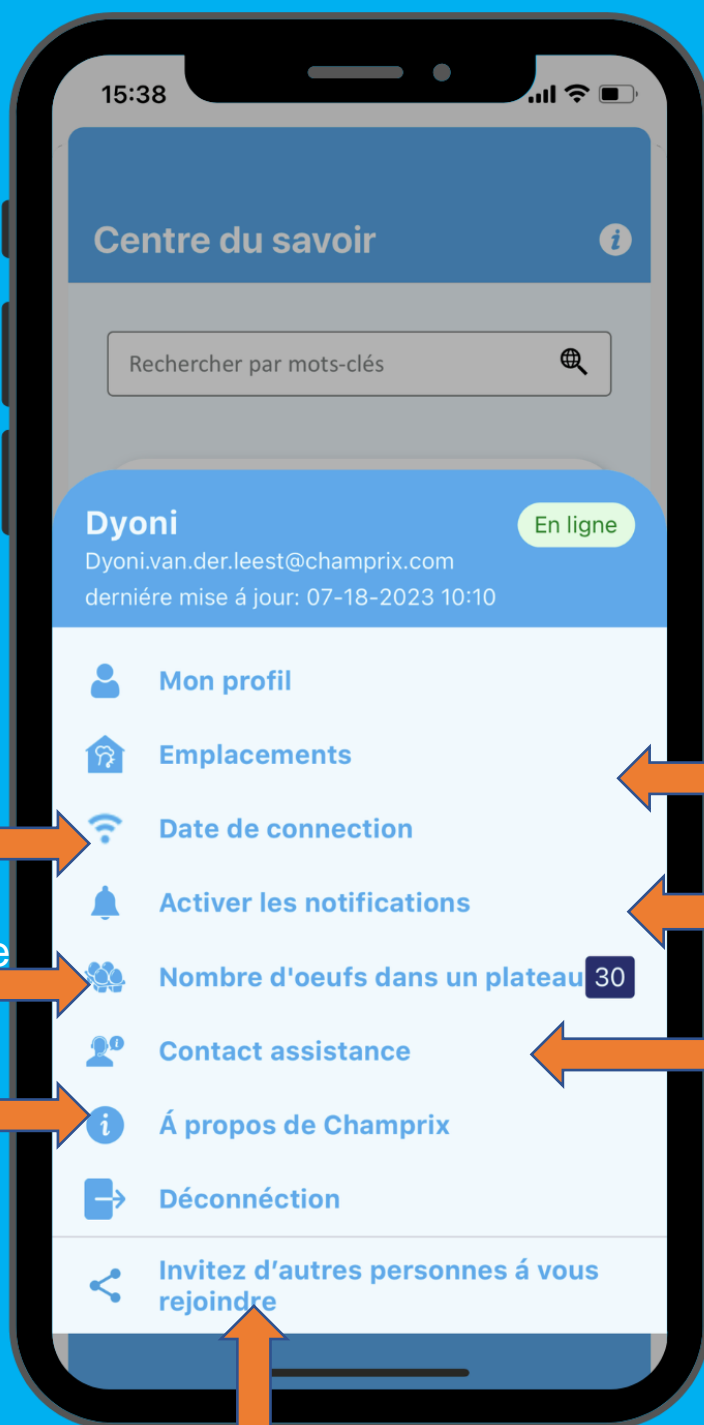 15:38
Centre du savoir
Rechercher par mots-clés
Dyoni
En ligne
Dyoni.van.der.leest@champrix.com
derniére mise á jour: 07-18-2023 10:10
Mon profil
Emplacements
Date de connection
Activer les notifications
e
Nombre d'oeufs dans un plateau 30
Contact assistance
Á propos de Champrix
Déconnéction
Invitez d’autres personnes á vous
rejoindre